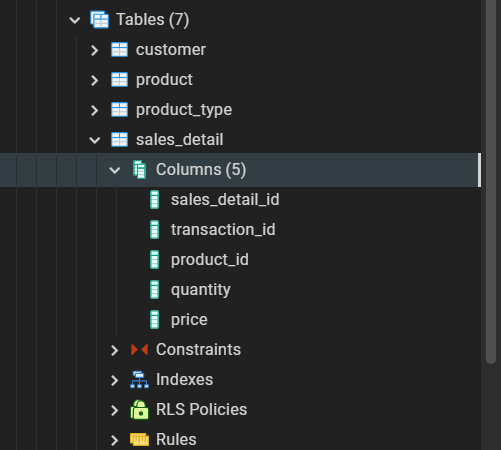 Tables (7)
customer
product
product_type
sales_detail
Columns (5)
sales_detail_id
transaction_id
product_id
quantity
price
Constraints
Indexes
RLS Policies
Rules